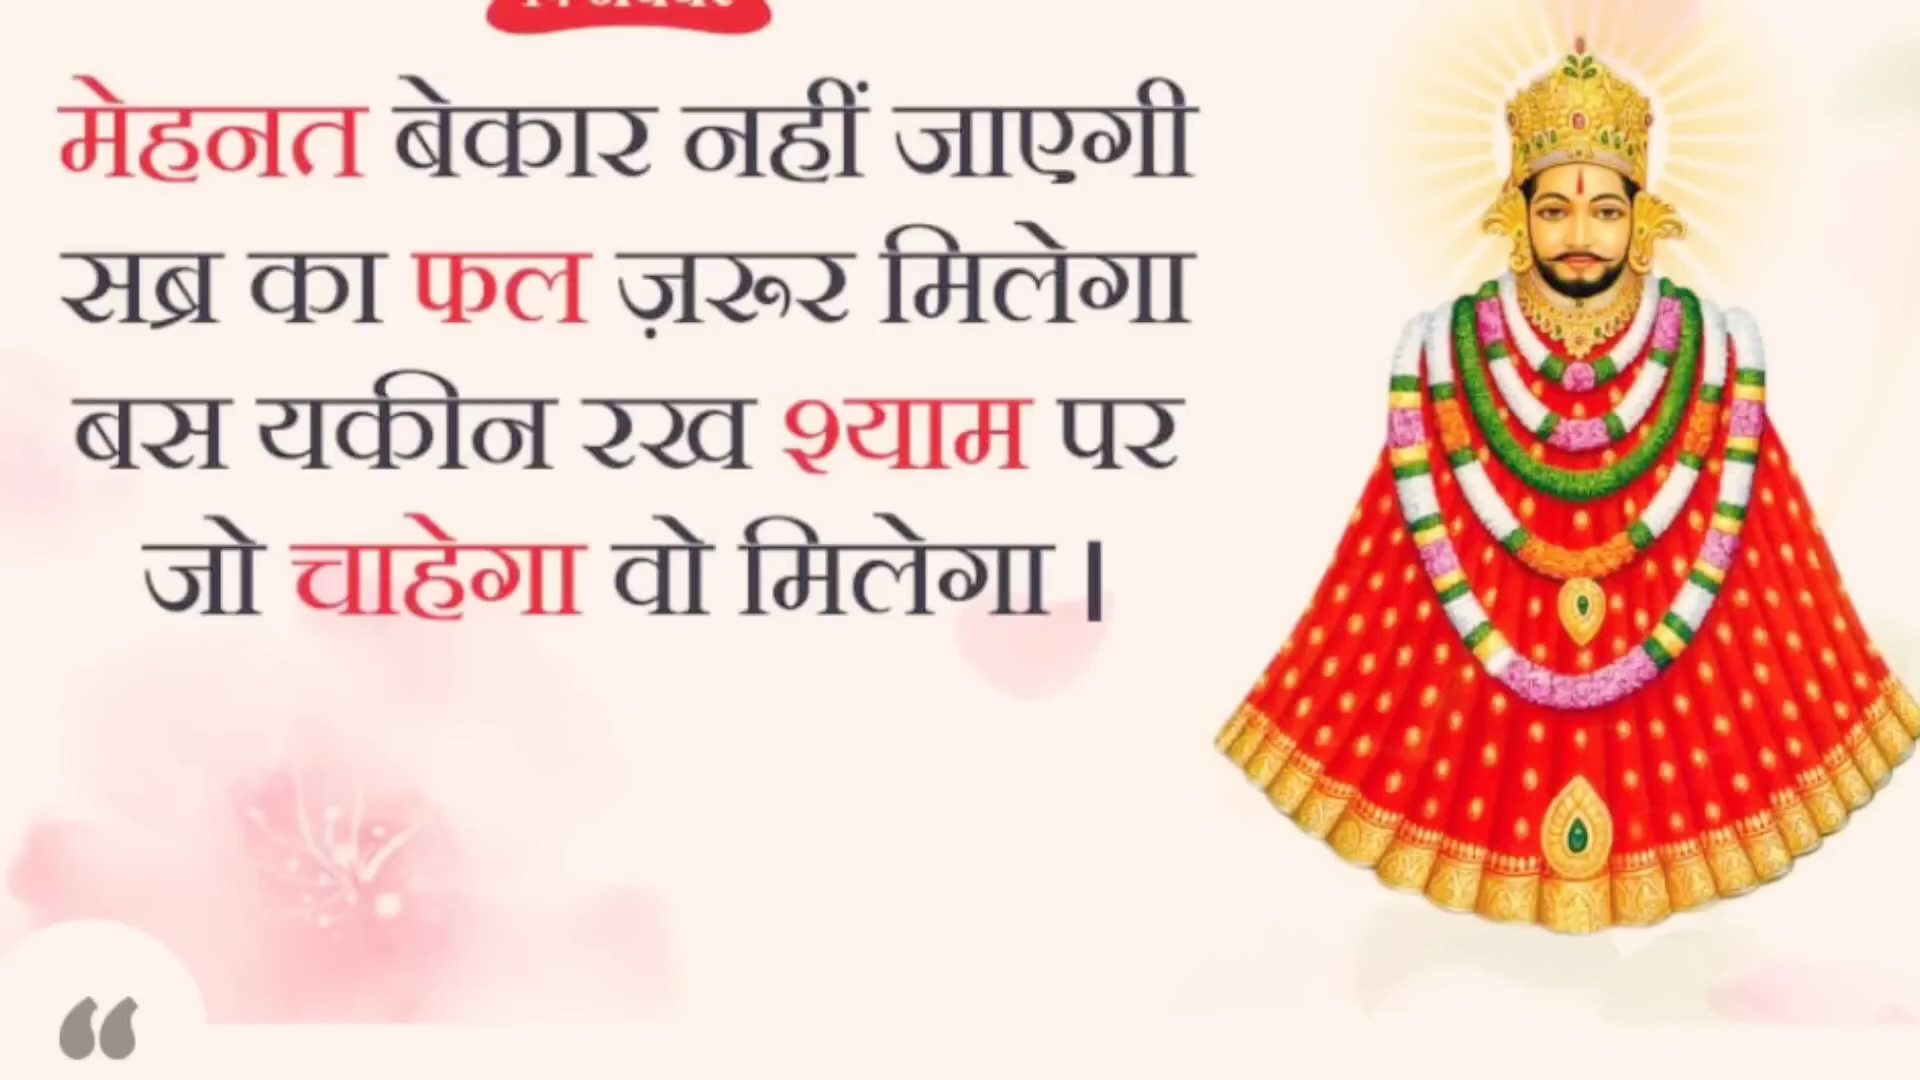 मेहनत बेकार नहीं जाएगी
सब्र का फल ज़रूर मिलेगा
बस यकीन रख श्याम पर
जो चाहेगा वो मिलेगा।